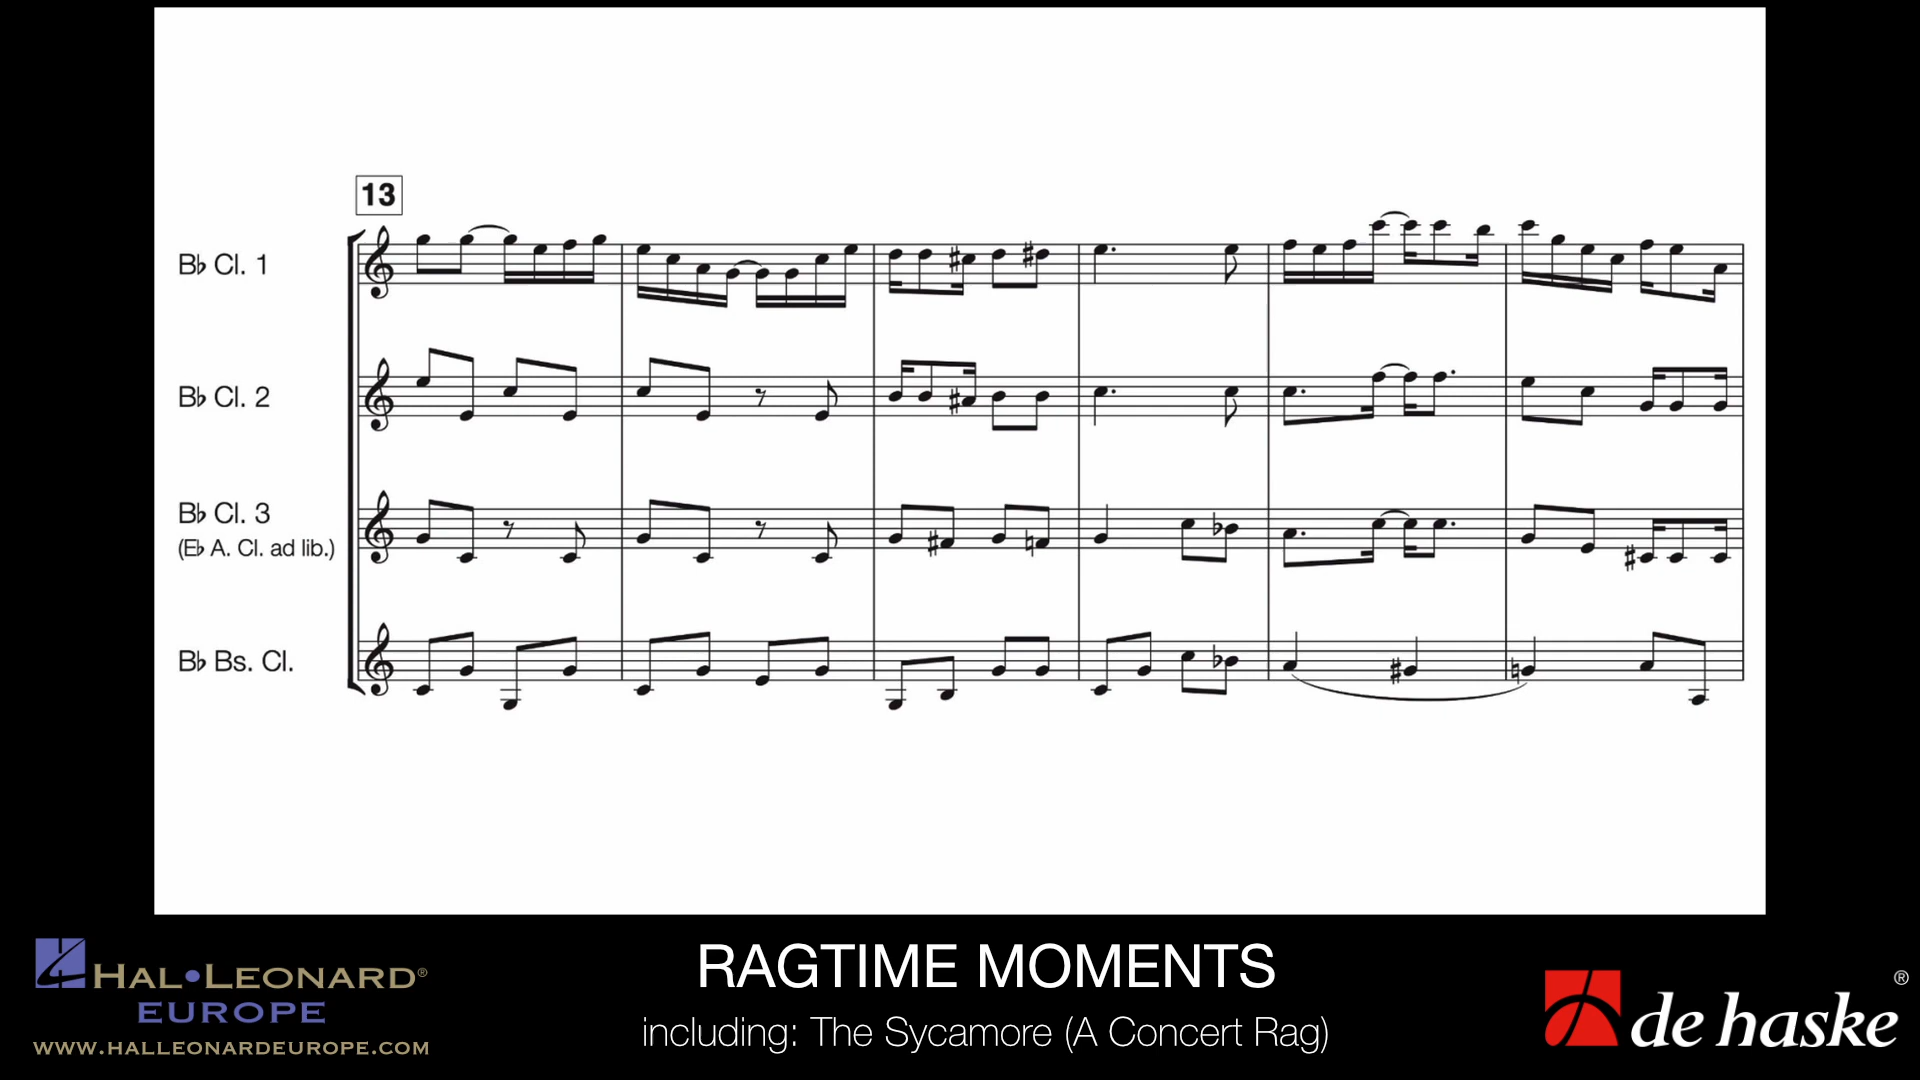 13
B♭ Cl. 1
B♭ Cl. 2
B♭ Cl. 3
(E♭ A. Cl. ad lib.)
B♭ Bs. Cl.
HAL•LEONARD®
EUROPE
WWW.HALLEONARDEUROPE.COM
RAGTIME MOMENTS
including: The Sycamore (A Concert Rag)
de haske®